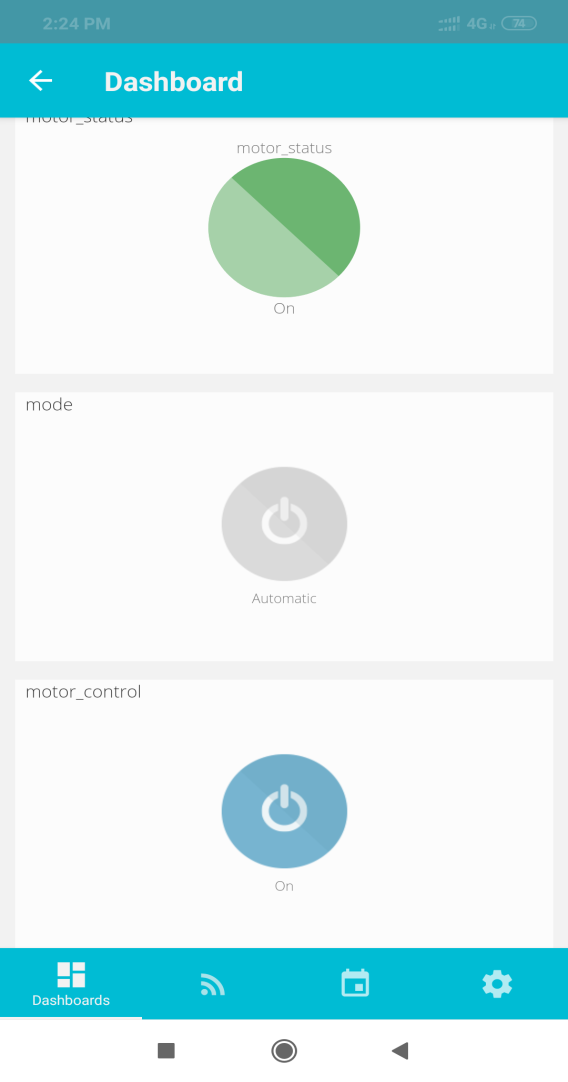 2:24 PM 4G 74
Dashboard
motor_status
motor_status
On
mode
Automatic
motor_control
On
Dashboards